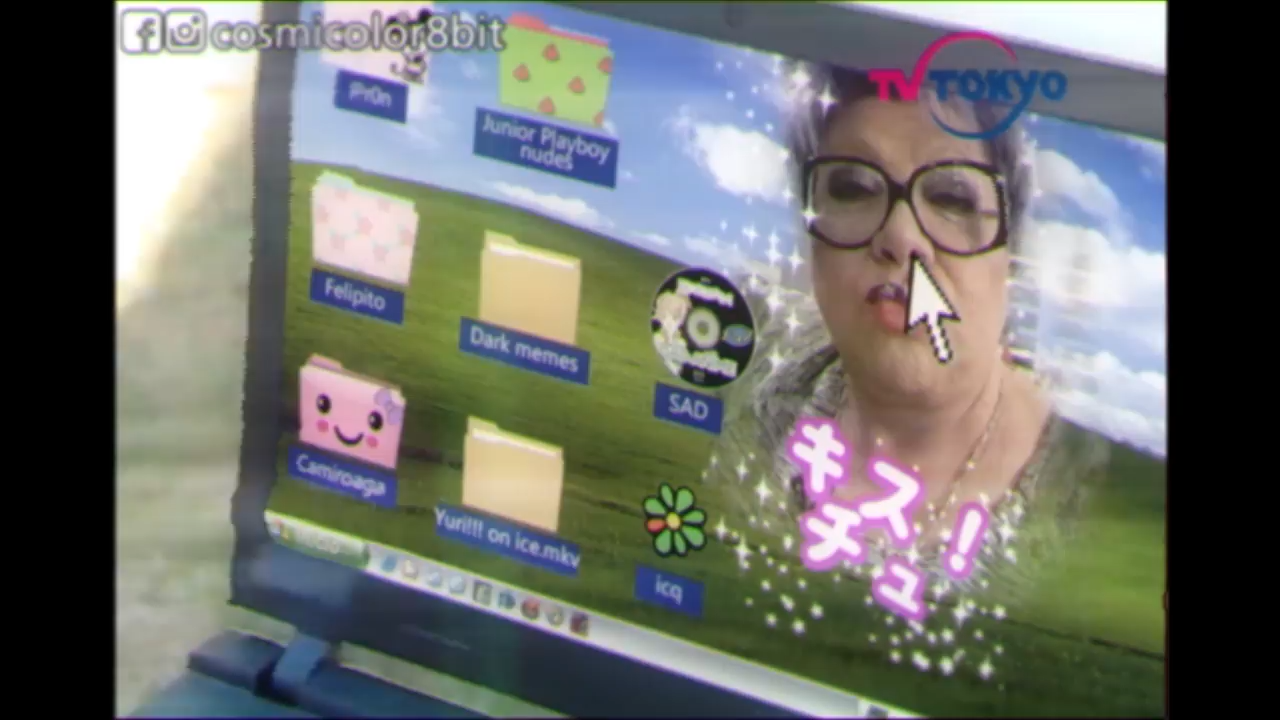 cosmicolor8bit
TV TOKYO
Pr0n
Junior Playboy
nudes
Felipito
Dark memes
SAD
Camiroaga
Yuri!!! on ice.mkv
icq
キス
チュ!